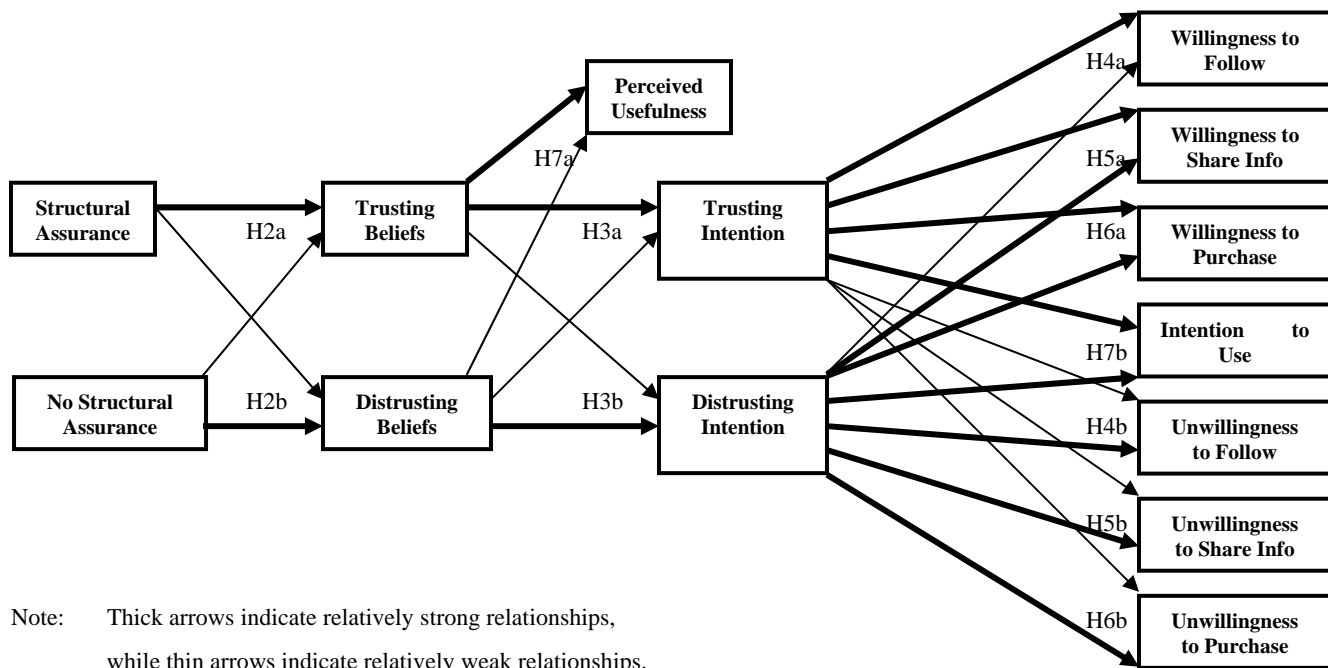 Structural
Assurance
No Structural
Assurance
H2a
H2b
Trusting
Beliefs
Distrusting
Beliefs
Perceived
Usefulness
H7a
H3a
H3b
Trusting
Intention
Distrusting
Intention
H4a
H5a
H6a
H7b
H4b
H5b
H6b
Willingness to
Follow
Willingness to
Share Info
Willingness to
Purchase
Intention to
Use
Unwillingness
to Follow
Unwillingness
to Share Info
Unwillingness
to Purchase
Note: Thick arrows indicate relatively strong relationships,
while thin arrows indicate relatively weak relationships.